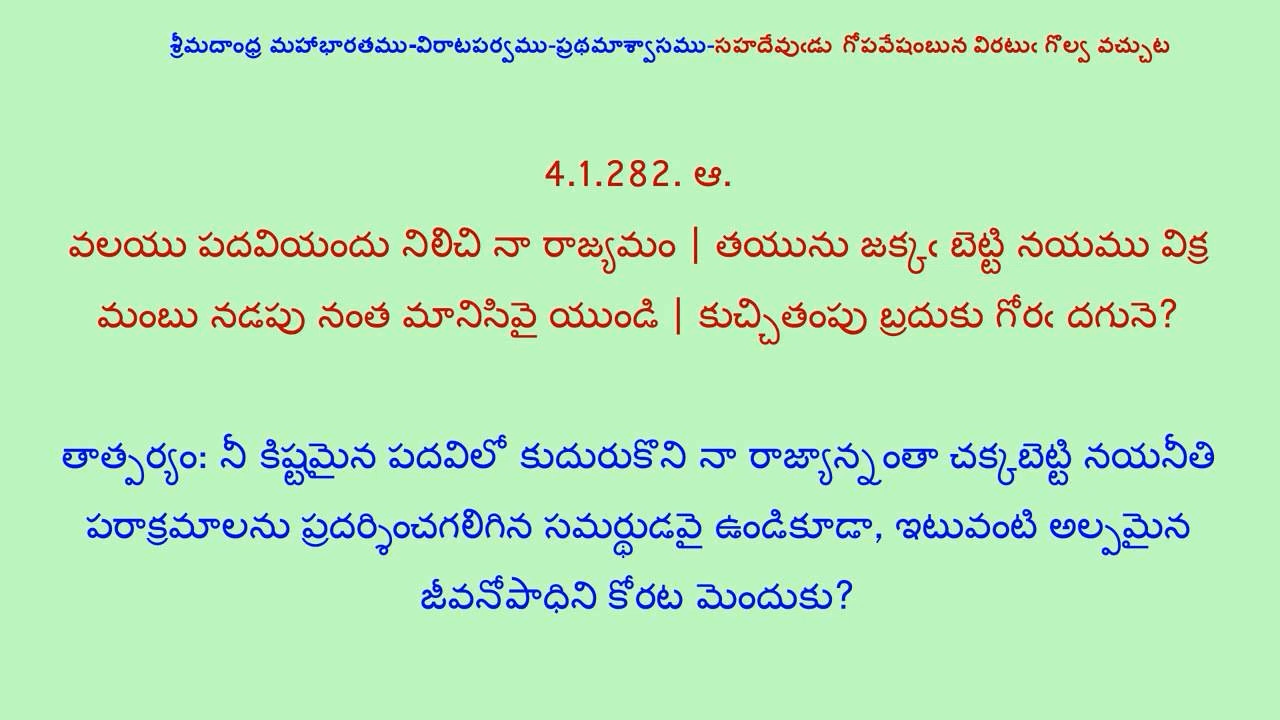 శ్రీమదాంధ్ర మహాభారతము-విరాటపర్వము-ప్రథమాశ్వాసము-సహదేవుఁడు గోపవేషంబున విరటుఁ గొల్వ వచ్చుట
4.1.282. ఆ.
వలయు పదవియందు నిలిచి నా రాజ్యమం | తయును జక్కఁ బెట్టి నయము విక్ర
మంబు నడపు నంత మానిసివై యుండి | కుచ్చితంపు బ్రదుకు గోరఁ దగునె?
తాత్పర్యం: నీ కిష్టమైన పదవిలో కుదురుకొని నా రాజ్యాన్నంతా చక్కబెట్టి నయనీతి
పరాక్రమాలను ప్రదర్శించగలిగిన సమర్థుడవై ఉండికూడా, ఇటువంటి అల్పమైన
జీవనోపాధిని కోరట మెందుకు?